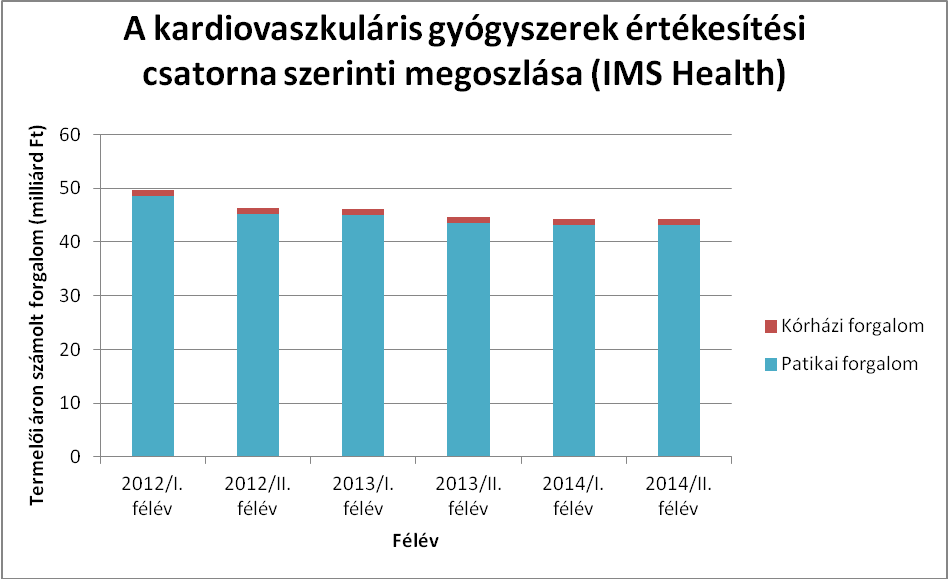 A kardiovaszkuláris gyógyszerek értékesítési
csatorna szerinti megoszlása (IMS Health)
Termelői áron számolt forgalom (milliárd Ft)
60
50
40
30
20
10
0
2012/I.
félév
2012/II.
félév
2013/I.
félév
2013/II.
félév
2014/I.
félév
2014/II.
félév
Félév
Kórházi forgalom
Patikai forgalom